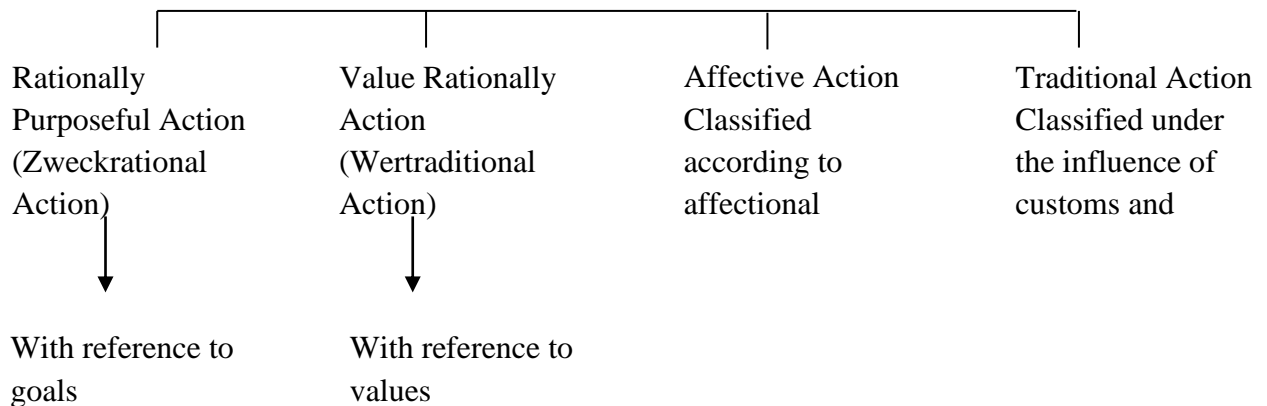 Rationally
Purposeful Action
(Zweckrational
Action)
With reference to
goals
Value Rationally
Action
(Wertraditional
Action)
With reference to
values
Affective Action
Classified
according to
affectional
Traditional Action
Classified under
the influence of
customs and